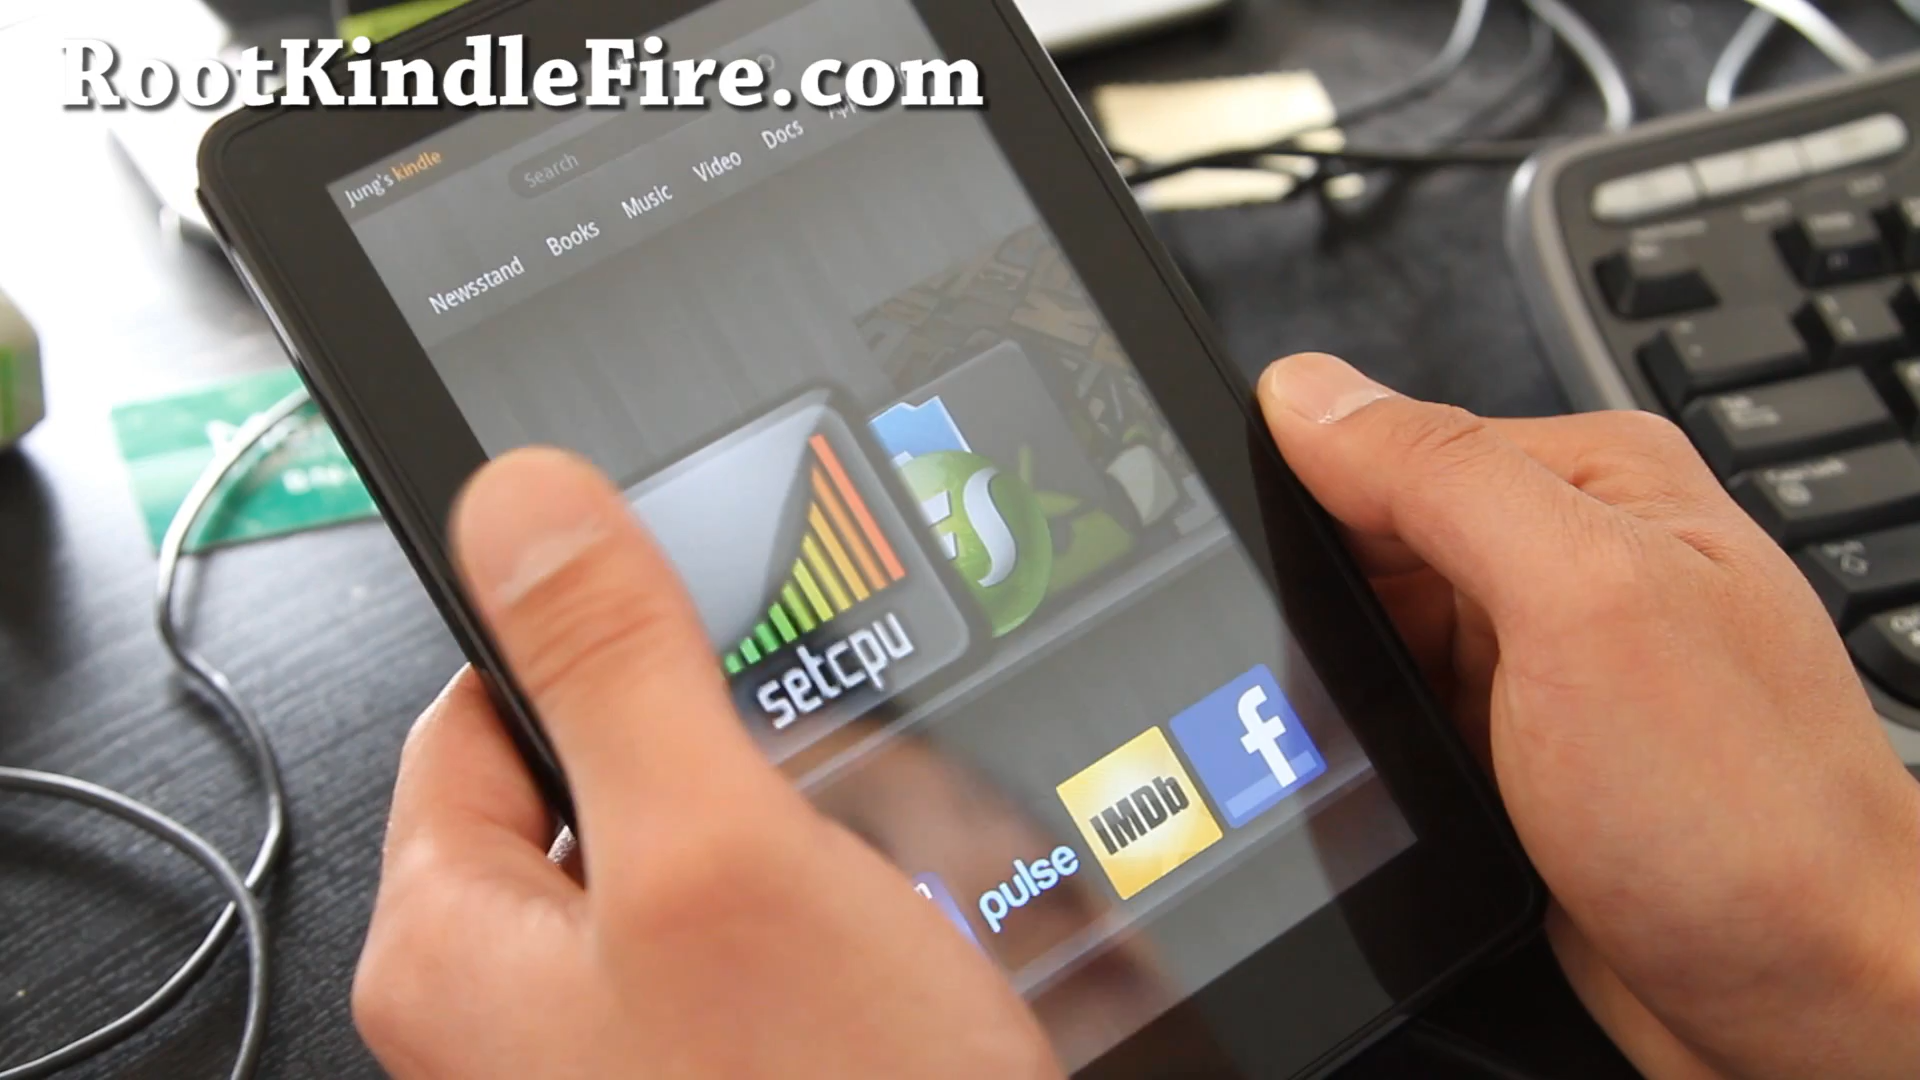 RootKindleFire.com
Jung's kindle
Search
Newsstand Books Music Video Docs
setcpu
pulse
IMDb
f